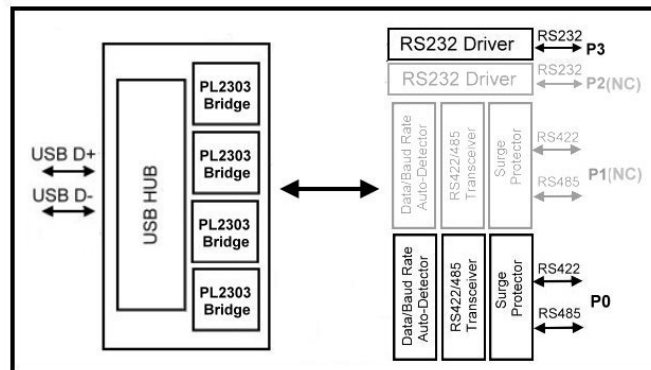 USB D+
USB D-
USB HUB
PL2303
Bridge
PL2303
Bridge
PL2303
Bridge
PL2303
Bridge
RS232 Driver
RS232
P3
RS232 Driver
RS232
P2(NC)
Data/Baud Rate
Auto-Detector
RS422/485
Transceiver
Surge
Protector
RS422
RS485
P1(NC)
Data/Baud Rate
Auto-Detector
RS422/485
Transceiver
Surge
Protector
RS422
RS485
P0